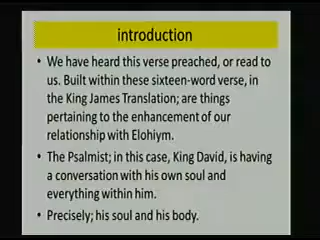 introduction
• We have heard this verse preached, or read to
us. Built within these sixteen-word verse, in
the King James Translation; are things
pertaining to the enhancement of our
relationship with Elohiym.
• The Psalmist; in this case, King David, is having
a conversation with his own soul and
everything within him.
• Precisely; his soul and his body.